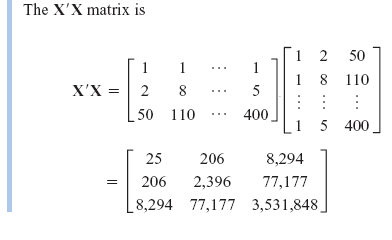 The X'X matrix is
X'X = [ 1 1 ⋯ 1 ] [ 1 2 50 ]
[ 2 8 ⋯ 5 ] [ 1 8 110 ]
[ 50 110 ⋯ 400 ] [ ⋮ ⋮ ⋮ ]
[ 1 5 400 ]
= [ 25 206 8,294 ]
[ 206 2,396 77,177 ]
[ 8,294 77,177 3,531,848 ]